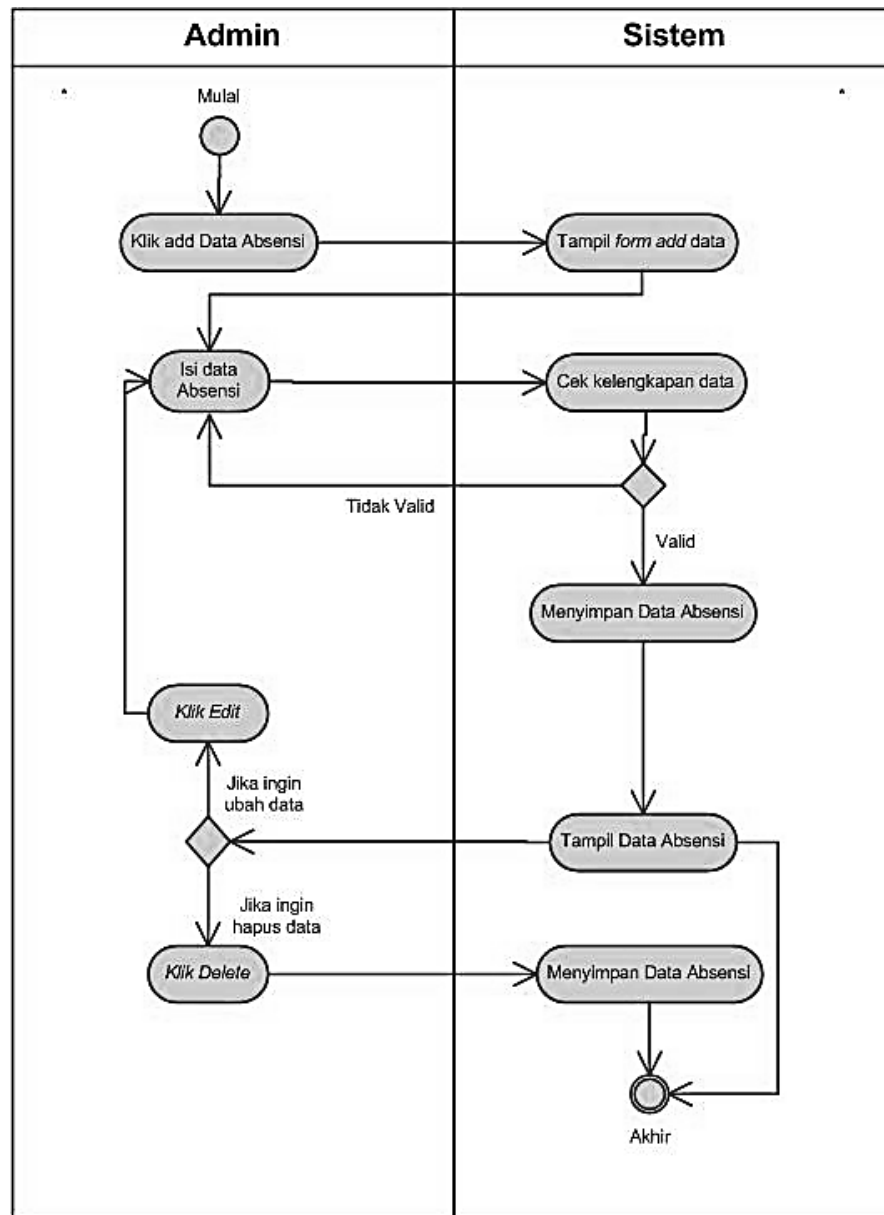 Admin
Sistem
Mulai
Klik add Data Absensi
Tampil form add data
Isi data
Absensi
Cek kelengkapan data
Tidak Valid
Valid
Menyimpan Data Absensi
Klik Edit
Jika ingin
ubah data
Tampil Data Absensi
Jika ingin
hapus data
Klik Delete
Menyimpan Data Absensi
Akhir